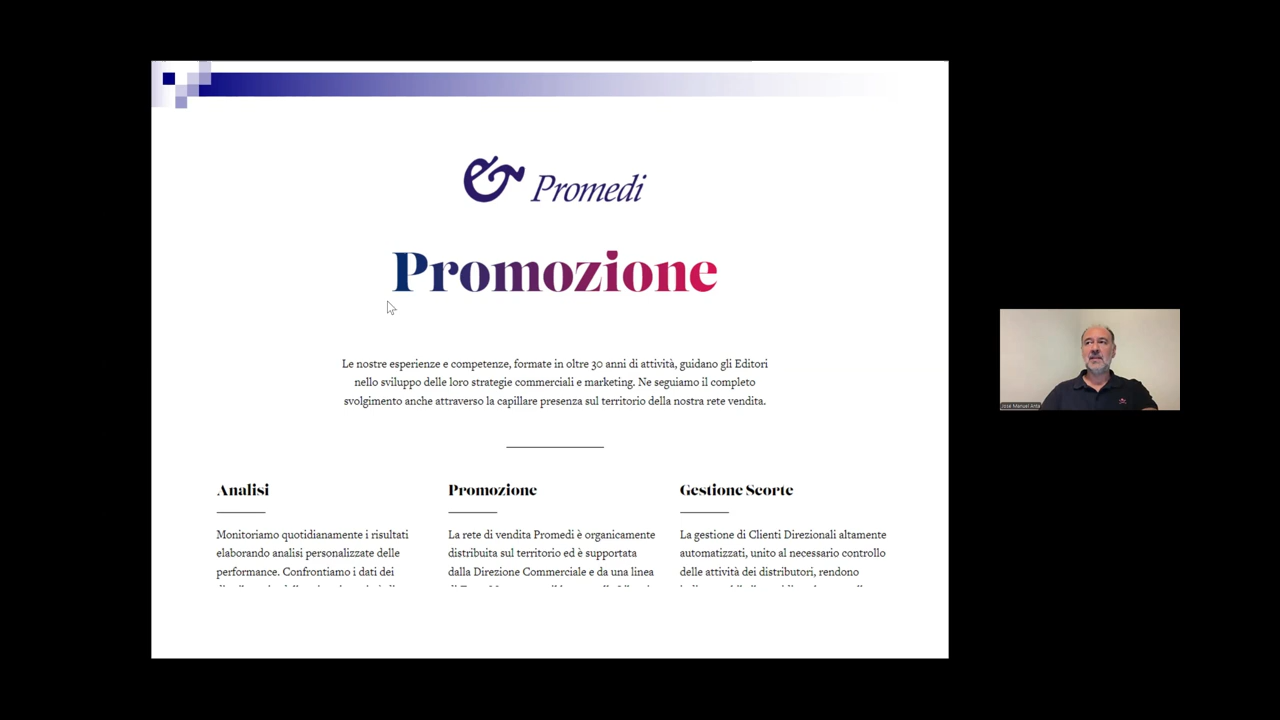 & Promedi
Promozione
Le nostre esperienze e competenze, formate in oltre 30 anni di attività, guidano gli Editori
nello sviluppo delle loro strategie commerciali e marketing. Ne seguiamo il completo
svolgimento anche attraverso la capillare presenza sul territorio della nostra rete vendita.
Analisi
Monitoriamo quotidianamente i risultati
elaborando analisi personalizzate delle
performance. Confrontiamo i dati dei
Promozione
La rete di vendita Promedi è organicamente
distribuita sul territorio ed è supportata
dalla Direzione Commerciale e da una linea
Gestione Scorte
La gestione di Clienti Direzionali altamente
automatizzati, unito al necessario controllo
delle attività dei distributori, rendono
José Manuel Anta